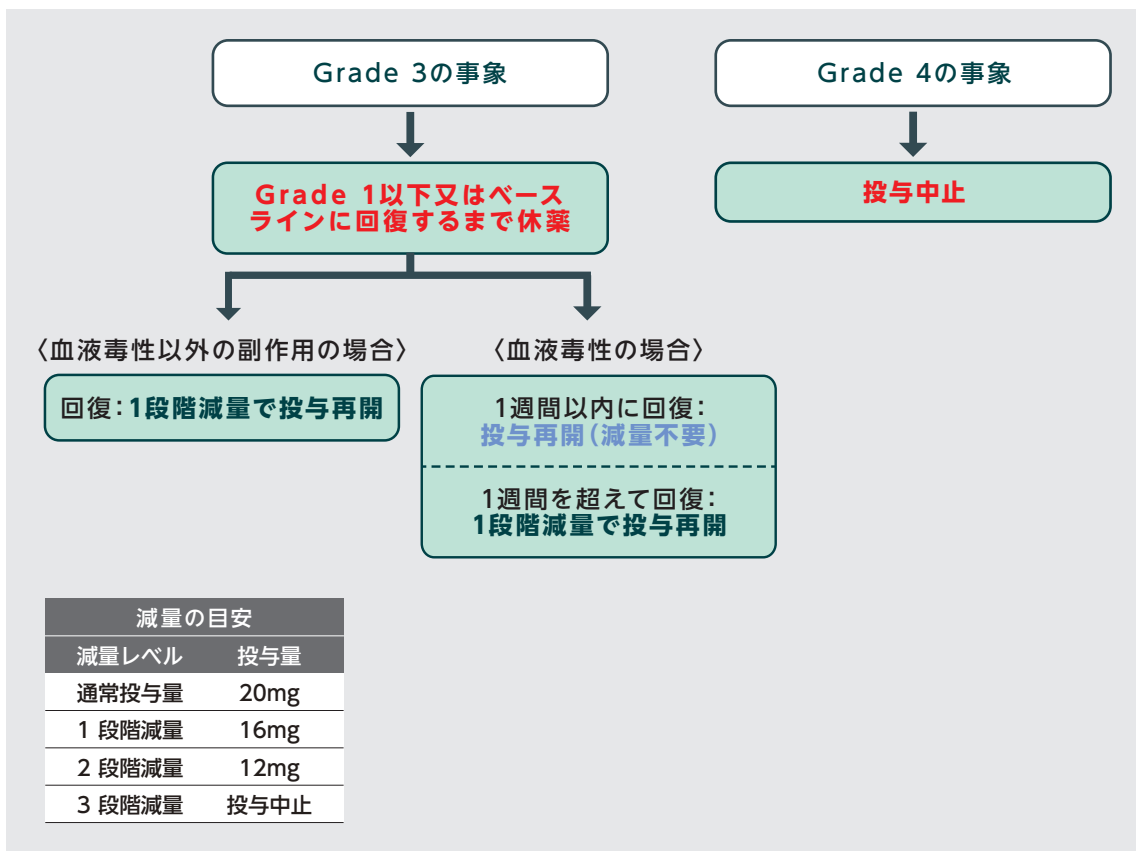 Grade 3の事象
Grade 4の事象
Grade 1以下又はベース
ラインに回復するまで休薬
投与中止
〈血液毒性以外の副作用の場合〉
〈血液毒性の場合〉
回復：1段階減量で投与再開
1週間以内に回復：
投与再開（減量不要）
1週間を超えて回復：
1段階減量で投与再開
減量の目安
減量レベル 投与量
通常投与量 20mg
1 段階減量 16mg
2 段階減量 12mg
3 段階減量 投与中止